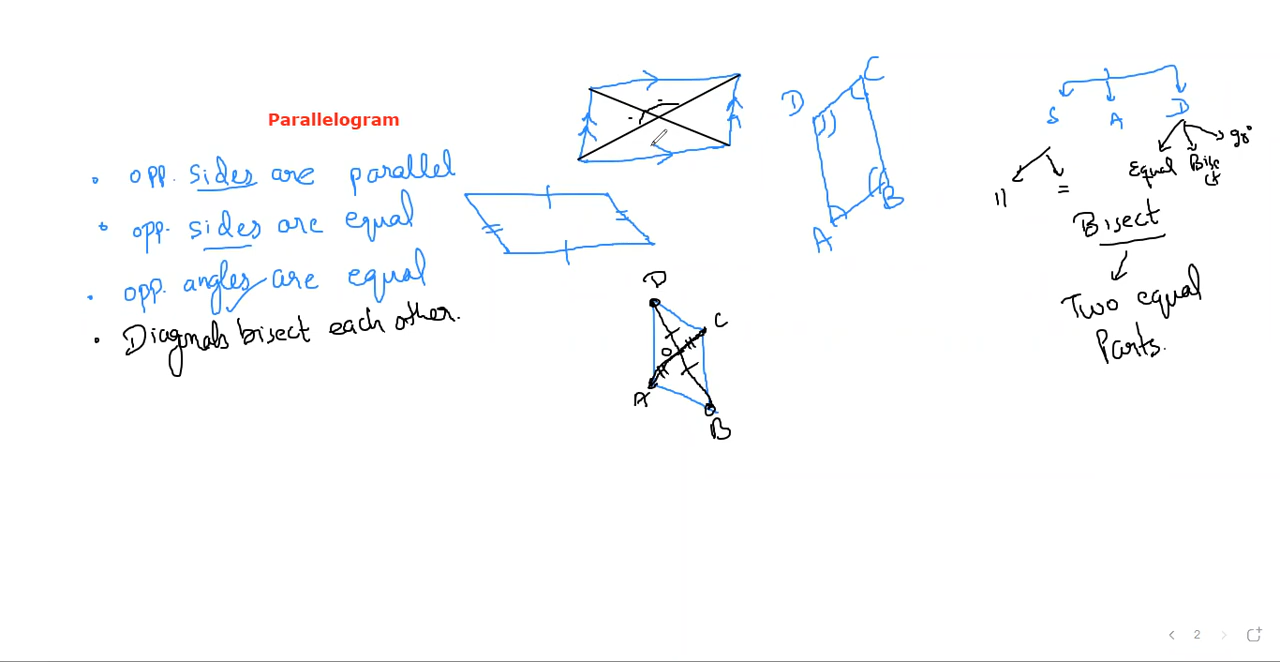 Parallelogram
• opp. sides are parallel
• opp. sides are equal
• opp. angles are equal
• Diagonals bisect each other.
D
C
A
B
D
C
O
A
B
S
A
D
Equal
Bisect
90°
||
=
Bisect
Two equal
Parts.
2